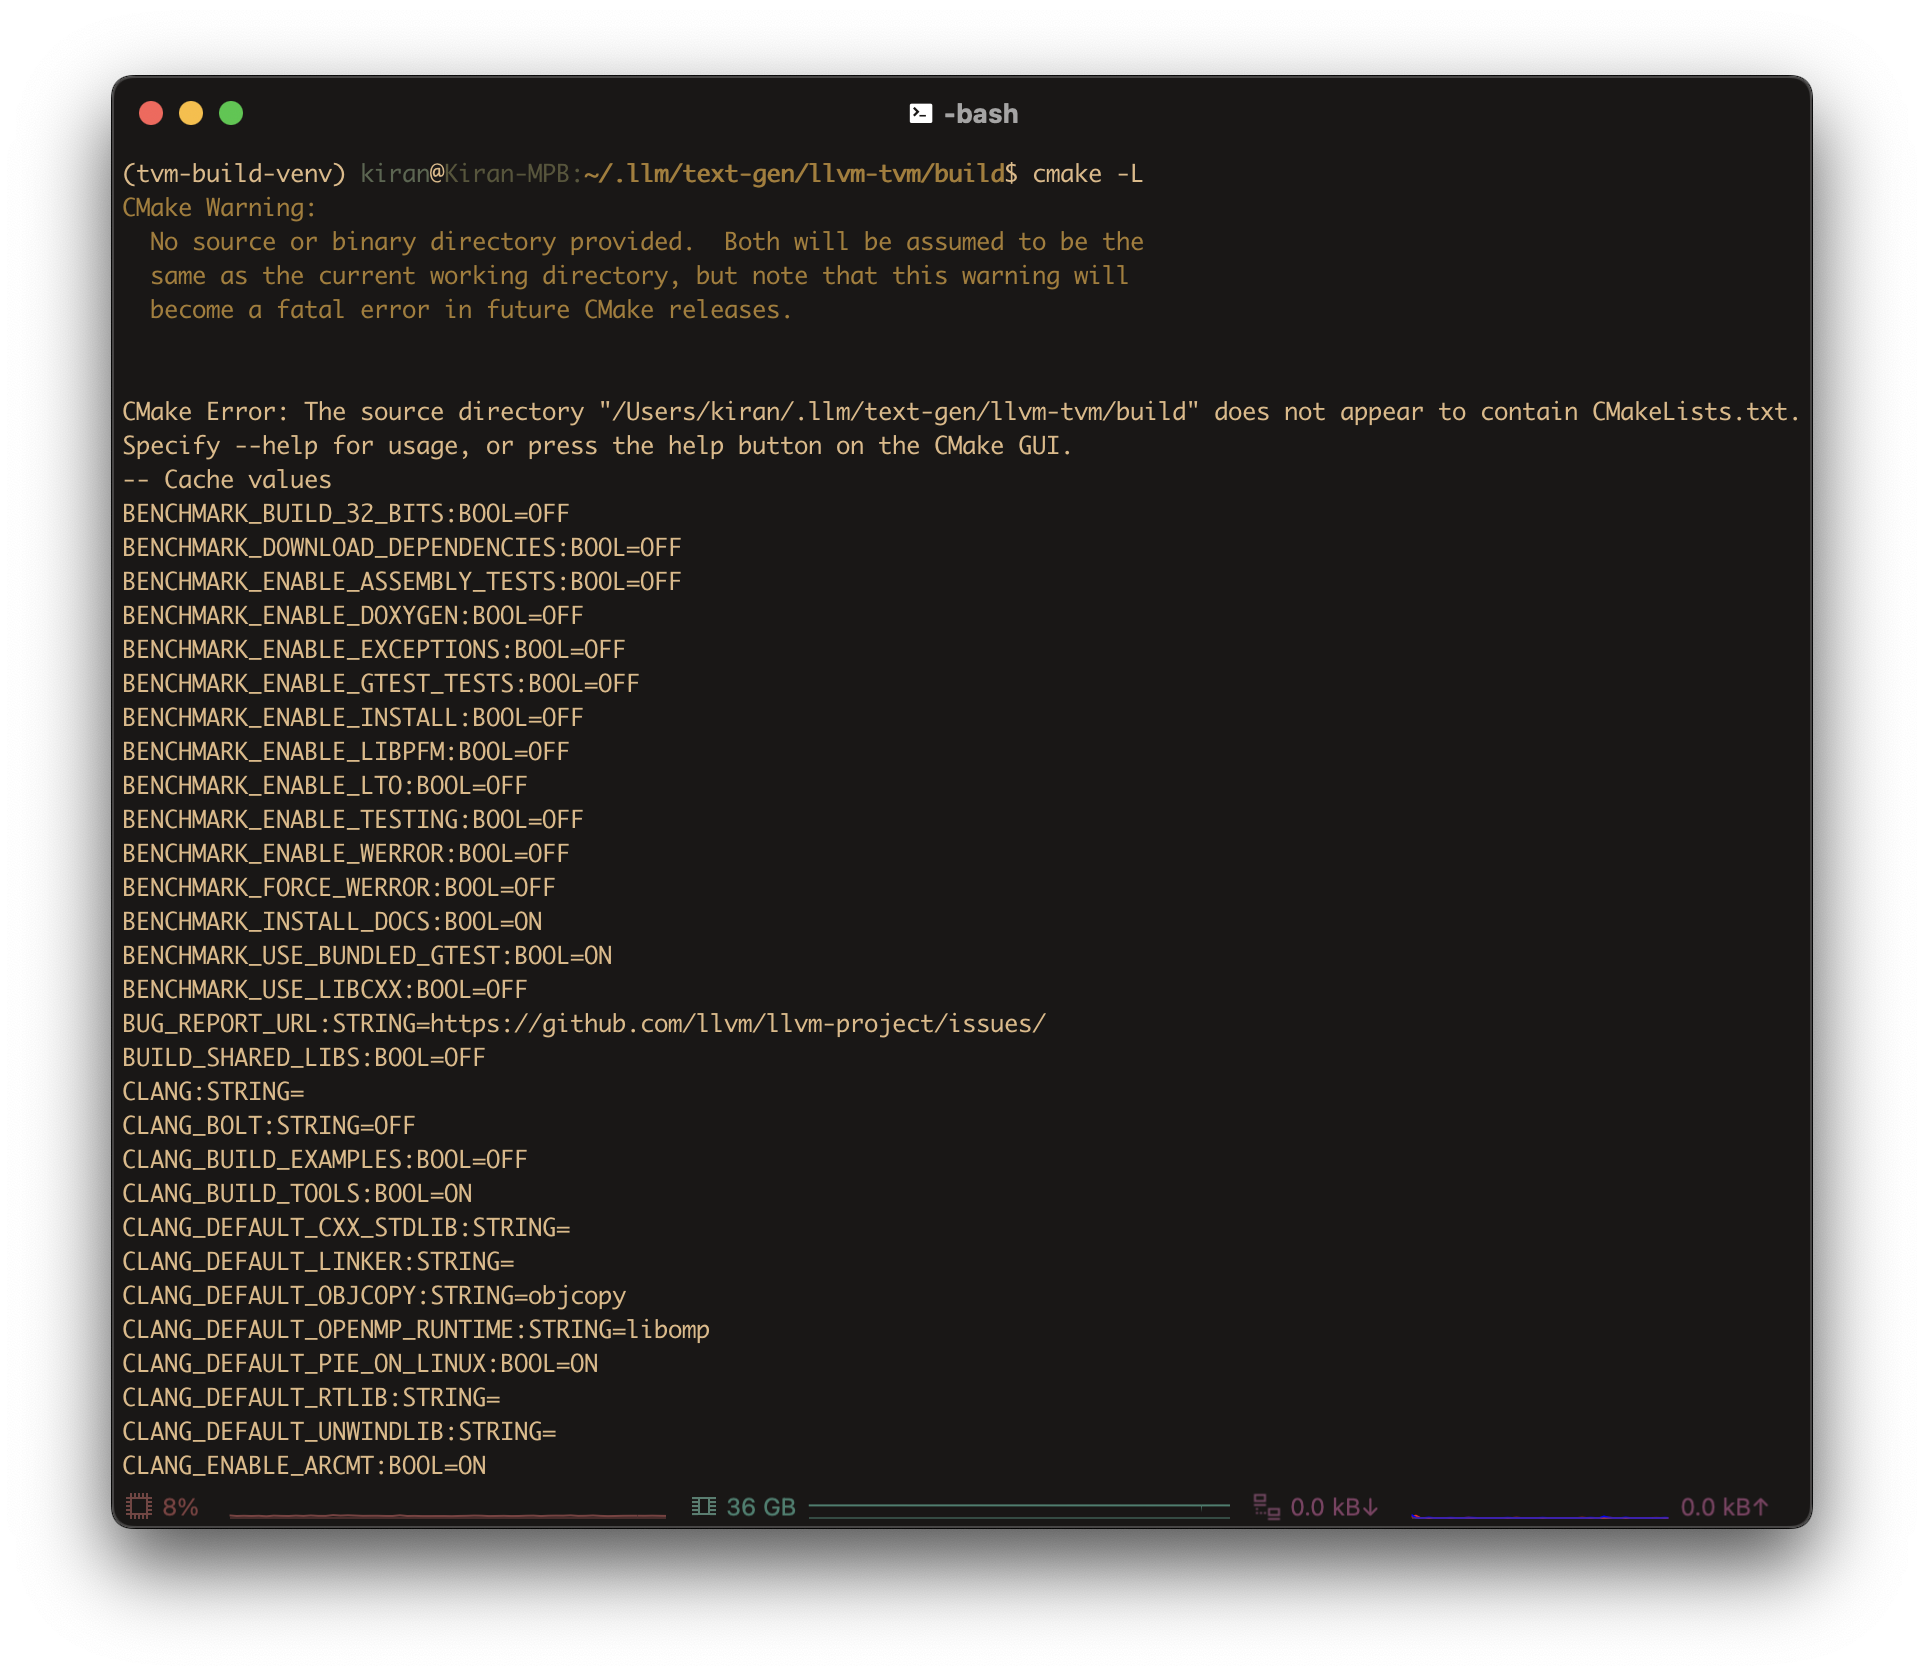 -bash
(tvm-build-venv) kiran@Kiran-MPB:~/.llm/text-gen/llvm-tvm/build$ cmake -L
CMake Warning:
  No source or binary directory provided.  Both will be assumed to be the
  same as the current working directory, but note that this warning will
  become a fatal error in future CMake releases.
CMake Error: The source directory "/Users/kiran/.llm/text-gen/llvm-tvm/build" does not appear to contain CMakeLists.txt.
Specify --help for usage, or press the help button on the CMake GUI.
-- Cache values
BENCHMARK_BUILD_32_BITS:BOOL=OFF
BENCHMARK_DOWNLOAD_DEPENDENCIES:BOOL=OFF
BENCHMARK_ENABLE_ASSEMBLY_TESTS:BOOL=OFF
BENCHMARK_ENABLE_DOXYGEN:BOOL=OFF
BENCHMARK_ENABLE_EXCEPTIONS:BOOL=OFF
BENCHMARK_ENABLE_GTEST_TESTS:BOOL=OFF
BENCHMARK_ENABLE_INSTALL:BOOL=OFF
BENCHMARK_ENABLE_LIBPFM:BOOL=OFF
BENCHMARK_ENABLE_LTO:BOOL=OFF
BENCHMARK_ENABLE_TESTING:BOOL=OFF
BENCHMARK_ENABLE_WERROR:BOOL=OFF
BENCHMARK_FORCE_WERROR:BOOL=OFF
BENCHMARK_INSTALL_DOCS:BOOL=ON
BENCHMARK_USE_BUNDLED_GTEST:BOOL=ON
BENCHMARK_USE_LIBCXX:BOOL=OFF
BUG_REPORT_URL:STRING=https://github.com/llvm/llvm-project/issues/
BUILD_SHARED_LIBS:BOOL=OFF
CLANG:STRING=
CLANG_BOLT:STRING=OFF
CLANG_BUILD_EXAMPLES:BOOL=OFF
CLANG_BUILD_TOOLS:BOOL=ON
CLANG_DEFAULT_CXX_STDLIB:STRING=
CLANG_DEFAULT_LINKER:STRING=
CLANG_DEFAULT_OBJCOPY:STRING=objcopy
CLANG_DEFAULT_OPENMP_RUNTIME:STRING=libomp
CLANG_DEFAULT_PIE_ON_LINUX:BOOL=ON
CLANG_DEFAULT_RTLIB:STRING=
CLANG_DEFAULT_UNWINDLIB:STRING=
CLANG_ENABLE_ARCMT:BOOL=ON
8% 36 GB 0.0 kB↓ 0.0 kB↑